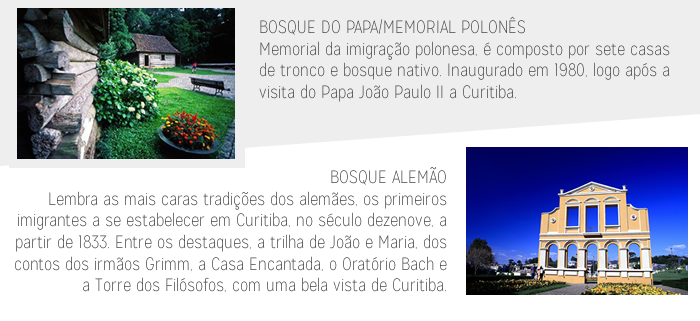 BOSQUE DO PAPA/MEMORIAL POLONÊS
Memorial da imigração polonesa, é composto por sete casas
de tronco e bosque nativo. Inaugurado em 1980, logo após a
visita do Papa João Paulo II a Curitiba.
BOSQUE ALEMÃO
Lembra as mais caras tradições dos alemães, os primeiros
imigrantes a se estabelecer em Curitiba, no século dezenove, a
partir de 1833. Entre os destaques, a trilha de João e Maria, dos
contos dos irmãos Grimm, a Casa Encantada, o Oratório Bach e
a Torre dos Filósofos, com uma bela vista de Curitiba.